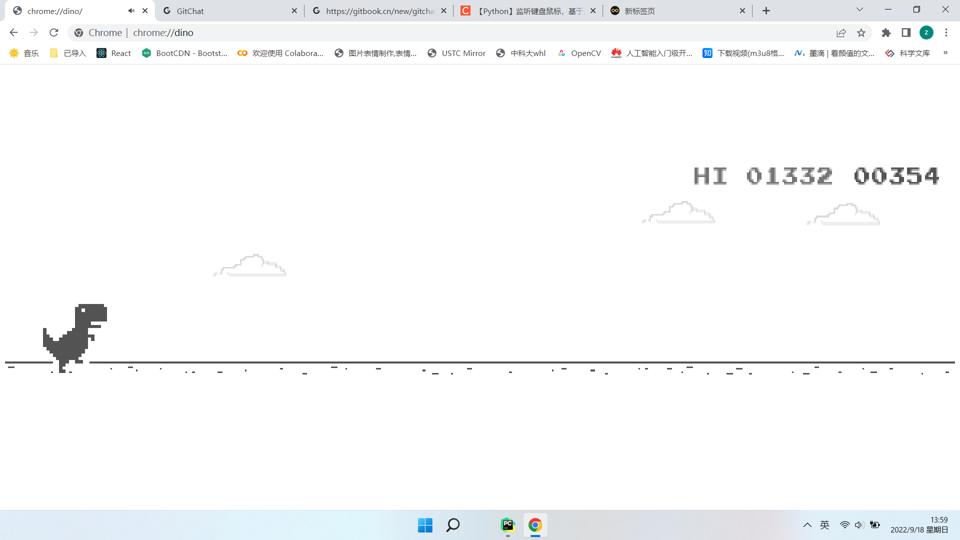 chrome://dino/
GitChat
https://gitbook.cn/new/gitcha
【Python】监听键盘鼠标，基于
新标签页
Chrome | chrome://dino
z
音乐
已导入
React
BootCDN - Bootst...
欢迎使用 Colabora...
图片表情制作,表情...
USTC Mirror
中科大whl
OpenCV
人工智能入门级开...
下载视频(m3u8格...
墨滴 | 看颜值的文...
科学文库
HI 01332 00354
英
13:59
2022/9/18 星期日